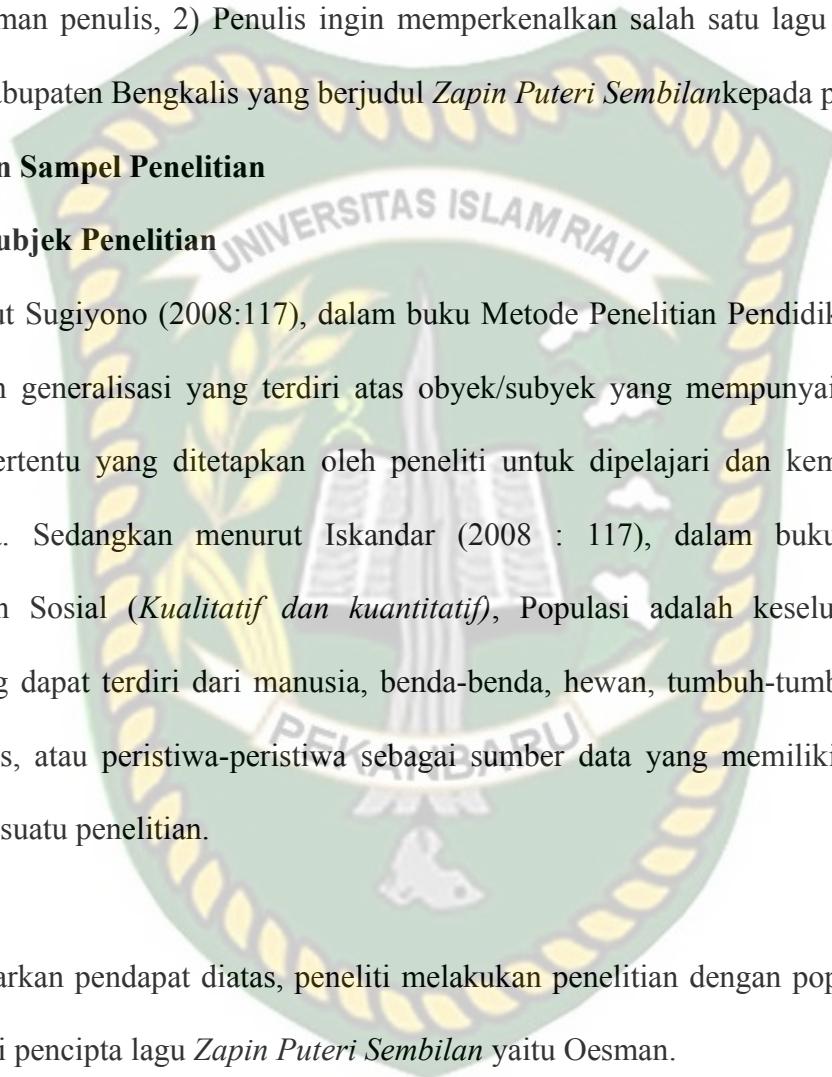 man penulis, 2) Penulis ingin memperkenalkan salah satu lagu
abupaten Bengkalis yang berjudul Zapin Puteri Sembilankepada p
n Sampel Penelitian
ubjek Penelitian
UNIVERSITAS ISLAM RIAU
ut Sugiyono (2008:117), dalam buku Metode Penelitian Pendidik
n generalisasi yang terdiri atas obyek/subyek yang mempunyai
ertentu yang ditetapkan oleh peneliti untuk dipelajari dan kem
. Sedangkan menurut Iskandar (2008 : 117), dalam buku
n Sosial (Kualitatif dan kuantitatif), Populasi adalah keselu
g dapat terdiri dari manusia, benda-benda, hewan, tumbuh-tumb
PEKANBARU
s, atau peristiwa-peristiwa sebagai sumber data yang memiliki
suatu penelitian.
arkan pendapat diatas, peneliti melakukan penelitian dengan pop
i pencipta lagu Zapin Puteri Sembilan yaitu Oesman.